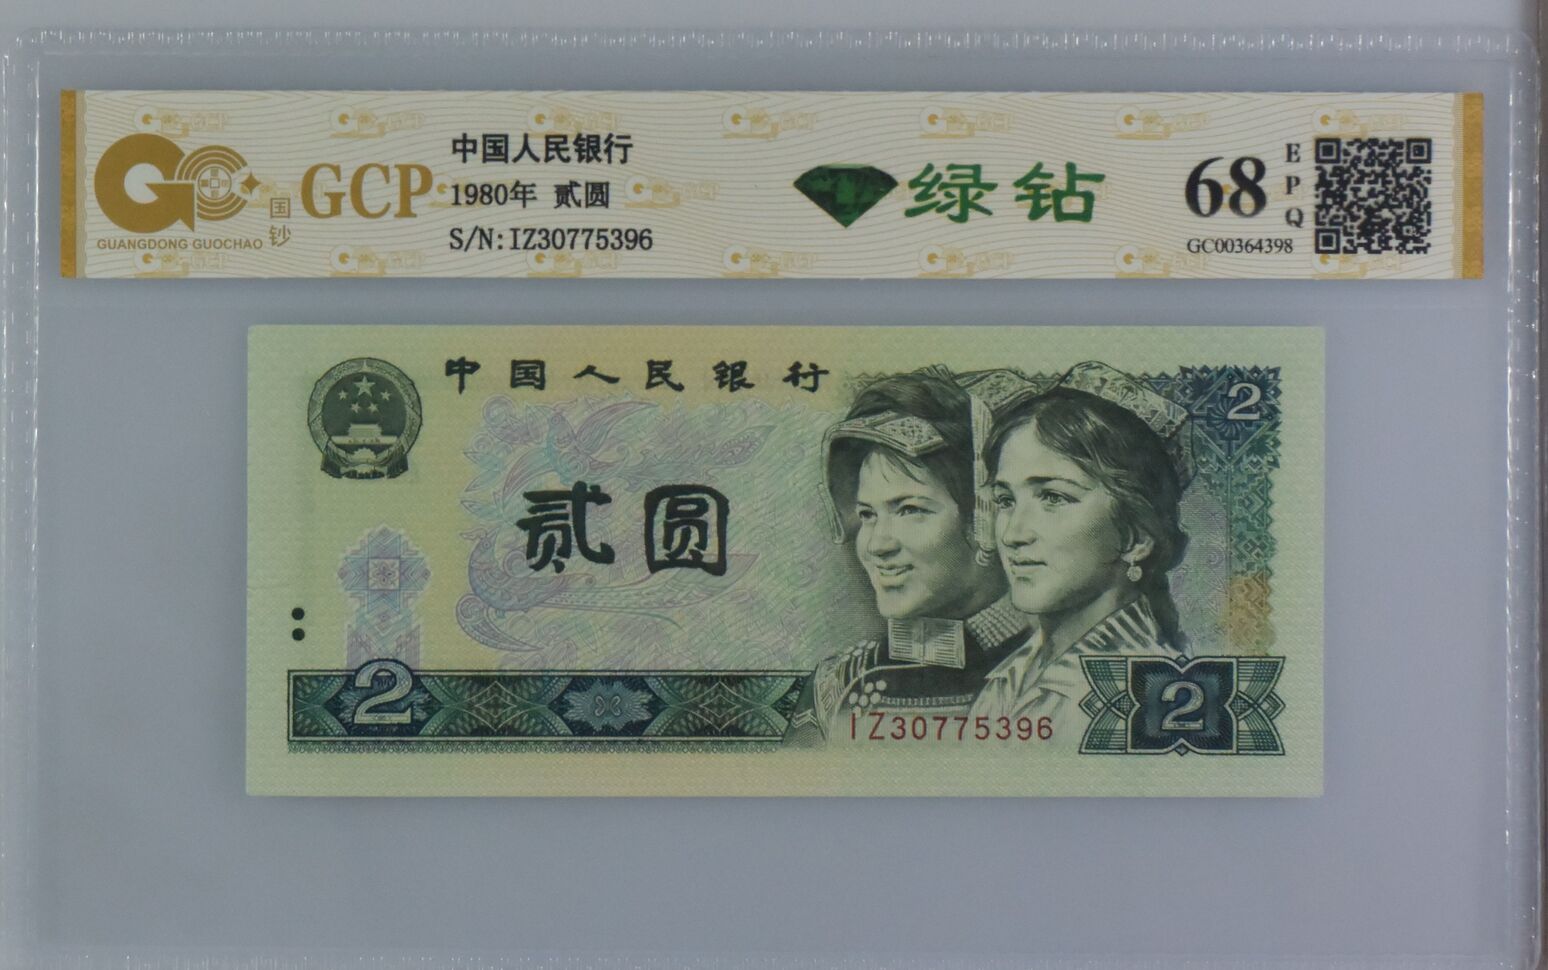 中国人民银行
1980年 贰圆
S/N:IZ30775396
GCP
国钞
GUANGDONG GUOCHAO
绿钻
68
EPQ
GC00364398
中国人民银行
2
贰圆
2
IZ30775396
2